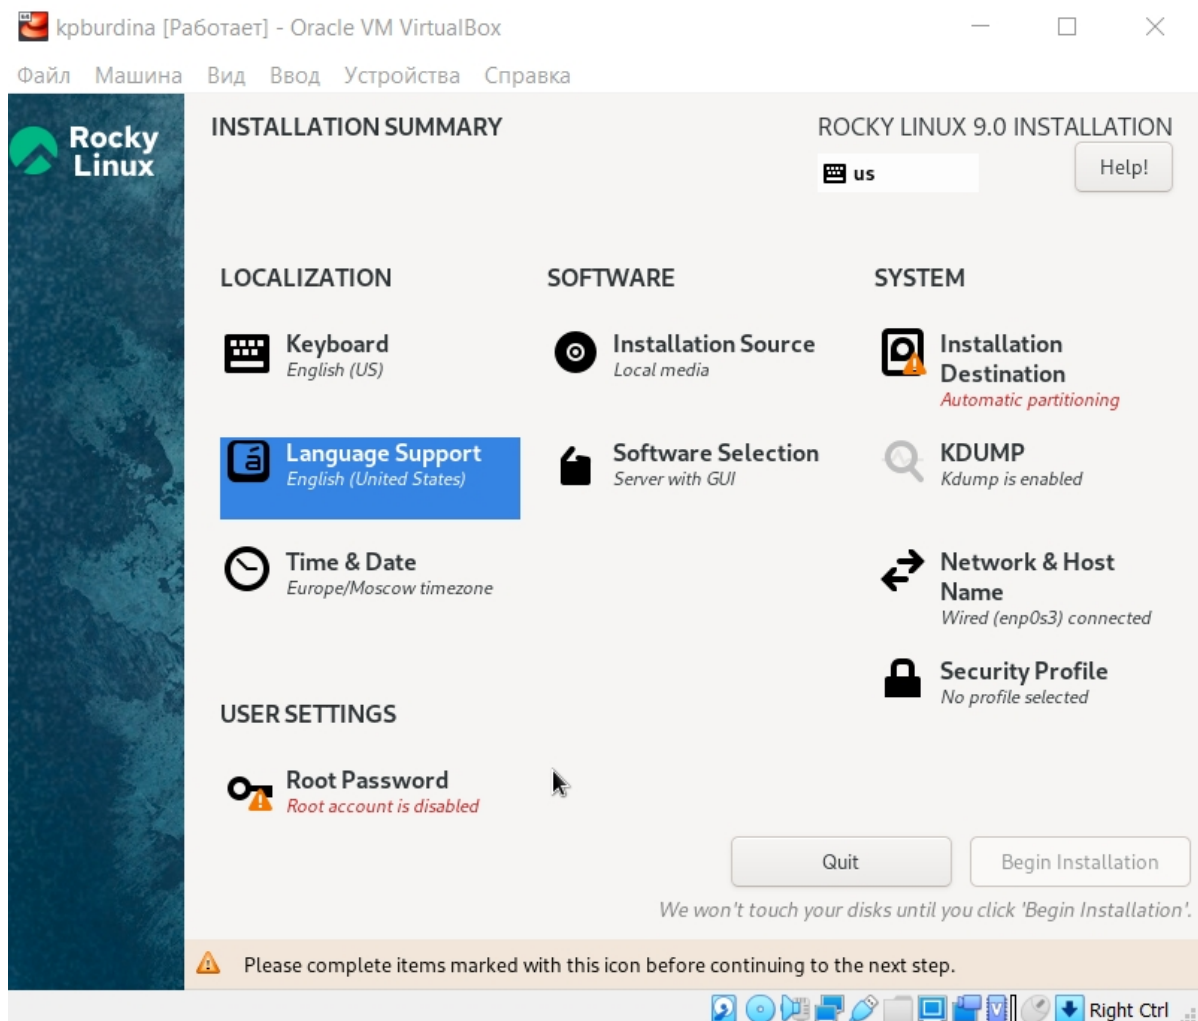 kpburdina [Работает] - Oracle VM VirtualBox
Файл Машина Вид Ввод Устройства Справка
Rocky
Linux
INSTALLATION SUMMARY
ROCKY LINUX 9.0 INSTALLATION
us
Help!
LOCALIZATION
Keyboard
English (US)
Language Support
English (United States)
Time & Date
Europe/Moscow timezone
SOFTWARE
Installation Source
Local media
Software Selection
Server with GUI
SYSTEM
Installation
Destination
Automatic partitioning
KDUMP
Kdump is enabled
Network & Host
Name
Wired (enp0s3) connected
Security Profile
No profile selected
USER SETTINGS
Root Password
Root account is disabled
Quit
Begin Installation
We won't touch your disks until you click 'Begin Installation'.
Please complete items marked with this icon before continuing to the next step.
Right Ctrl